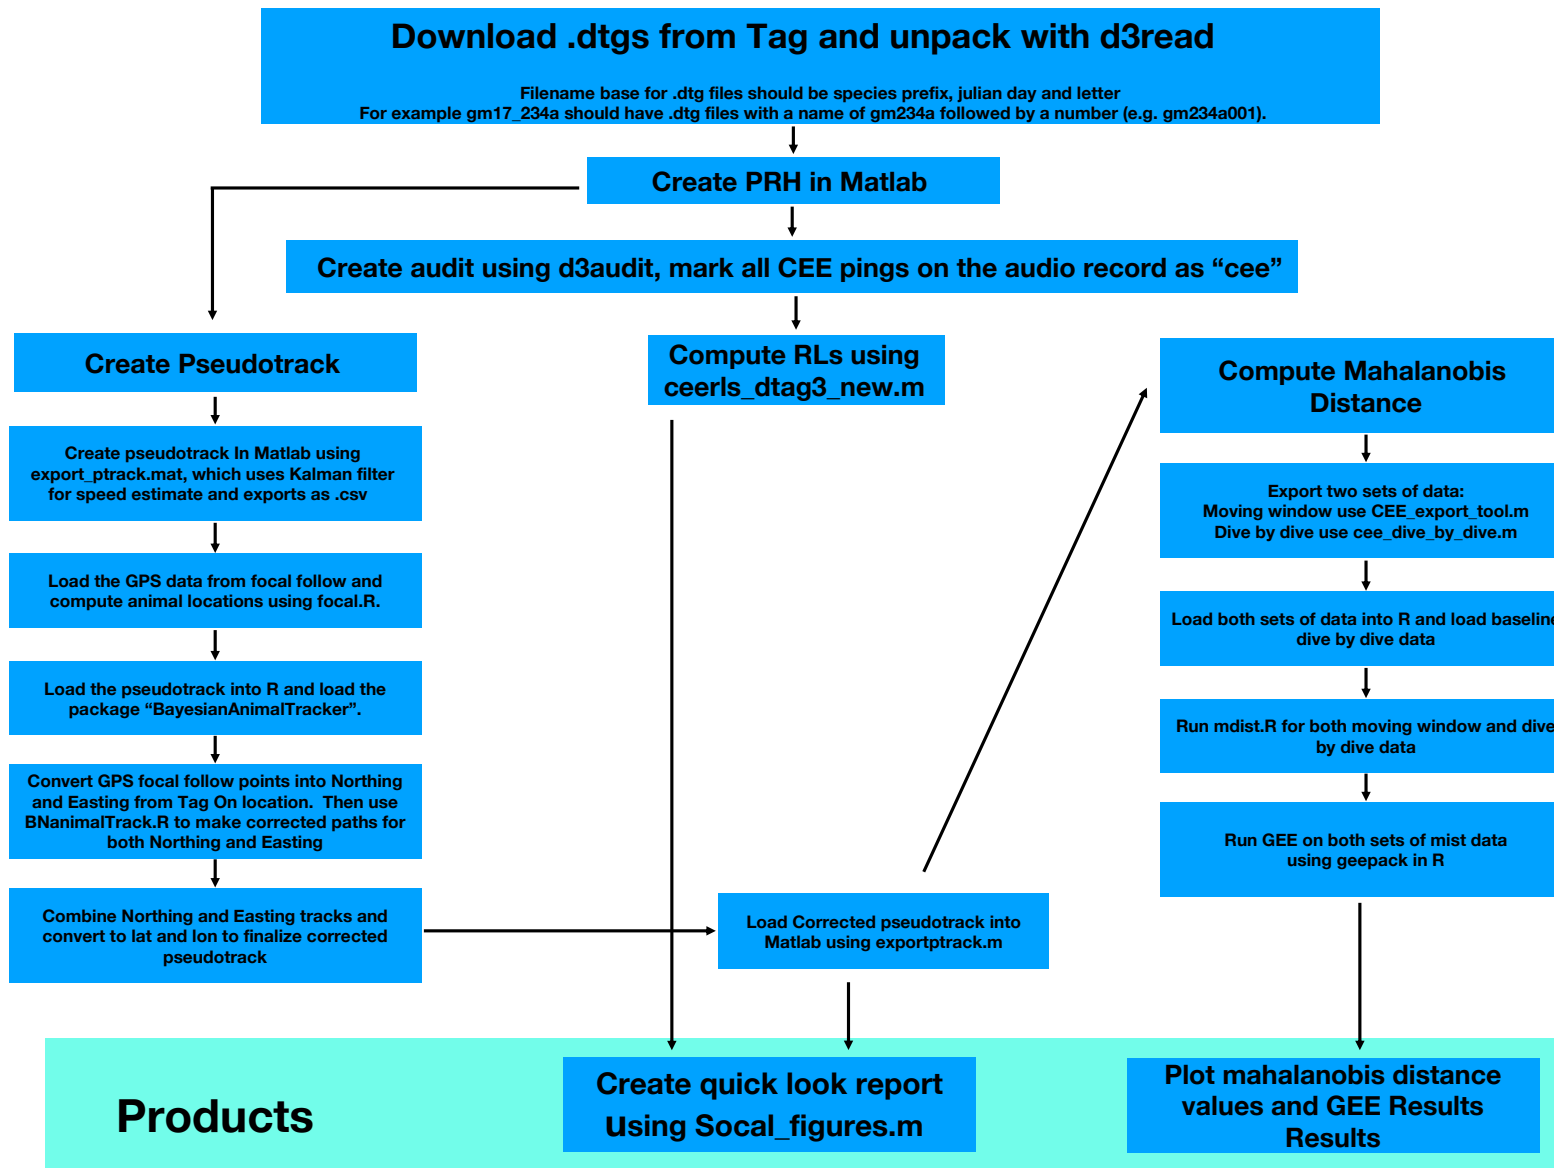 Download .dtgs from Tag and unpack with d3read
Filename base for .dtg files should be species prefix, julian day and letter
For example gm17_234a should have .dtg files with a name of gm234a followed by a number (e.g. gm234a001).
Create PRH in Matlab
Create audit using d3audit, mark all CEE pings on the audio record as “cee”
Create Pseudotrack
Create pseudotrack In Matlab using
export_ptrack.mat, which uses Kalman filter
for speed estimate and exports as .csv
Load the GPS data from focal follow and
compute animal locations using focal.R.
Load the pseudotrack into R and load the
package “BayesianAnimalTracker”.
Convert GPS focal follow points into Northing
and Easting from Tag On location.  Then use
BNanimalTrack.R to make corrected paths for
both Northing and Easting
Combine Northing and Easting tracks and
convert to lat and lon to finalize corrected
pseudotrack
Compute RLs using
ceerls_dtag3_new.m
Load Corrected pseudotrack into
Matlab using exportptrack.m
Compute Mahalanobis
Distance
Export two sets of data:
Moving window use CEE_export_tool.m
Dive by dive use cee_dive_by_dive.m
Load both sets of data into R and load baseline
dive by dive data
Run mdist.R for both moving window and dive
by dive data
Run GEE on both sets of mist data
using geepack in R
Products
Create quick look report
using Socal_figures.m
Plot mahalanobis distance
values and GEE Results
Results